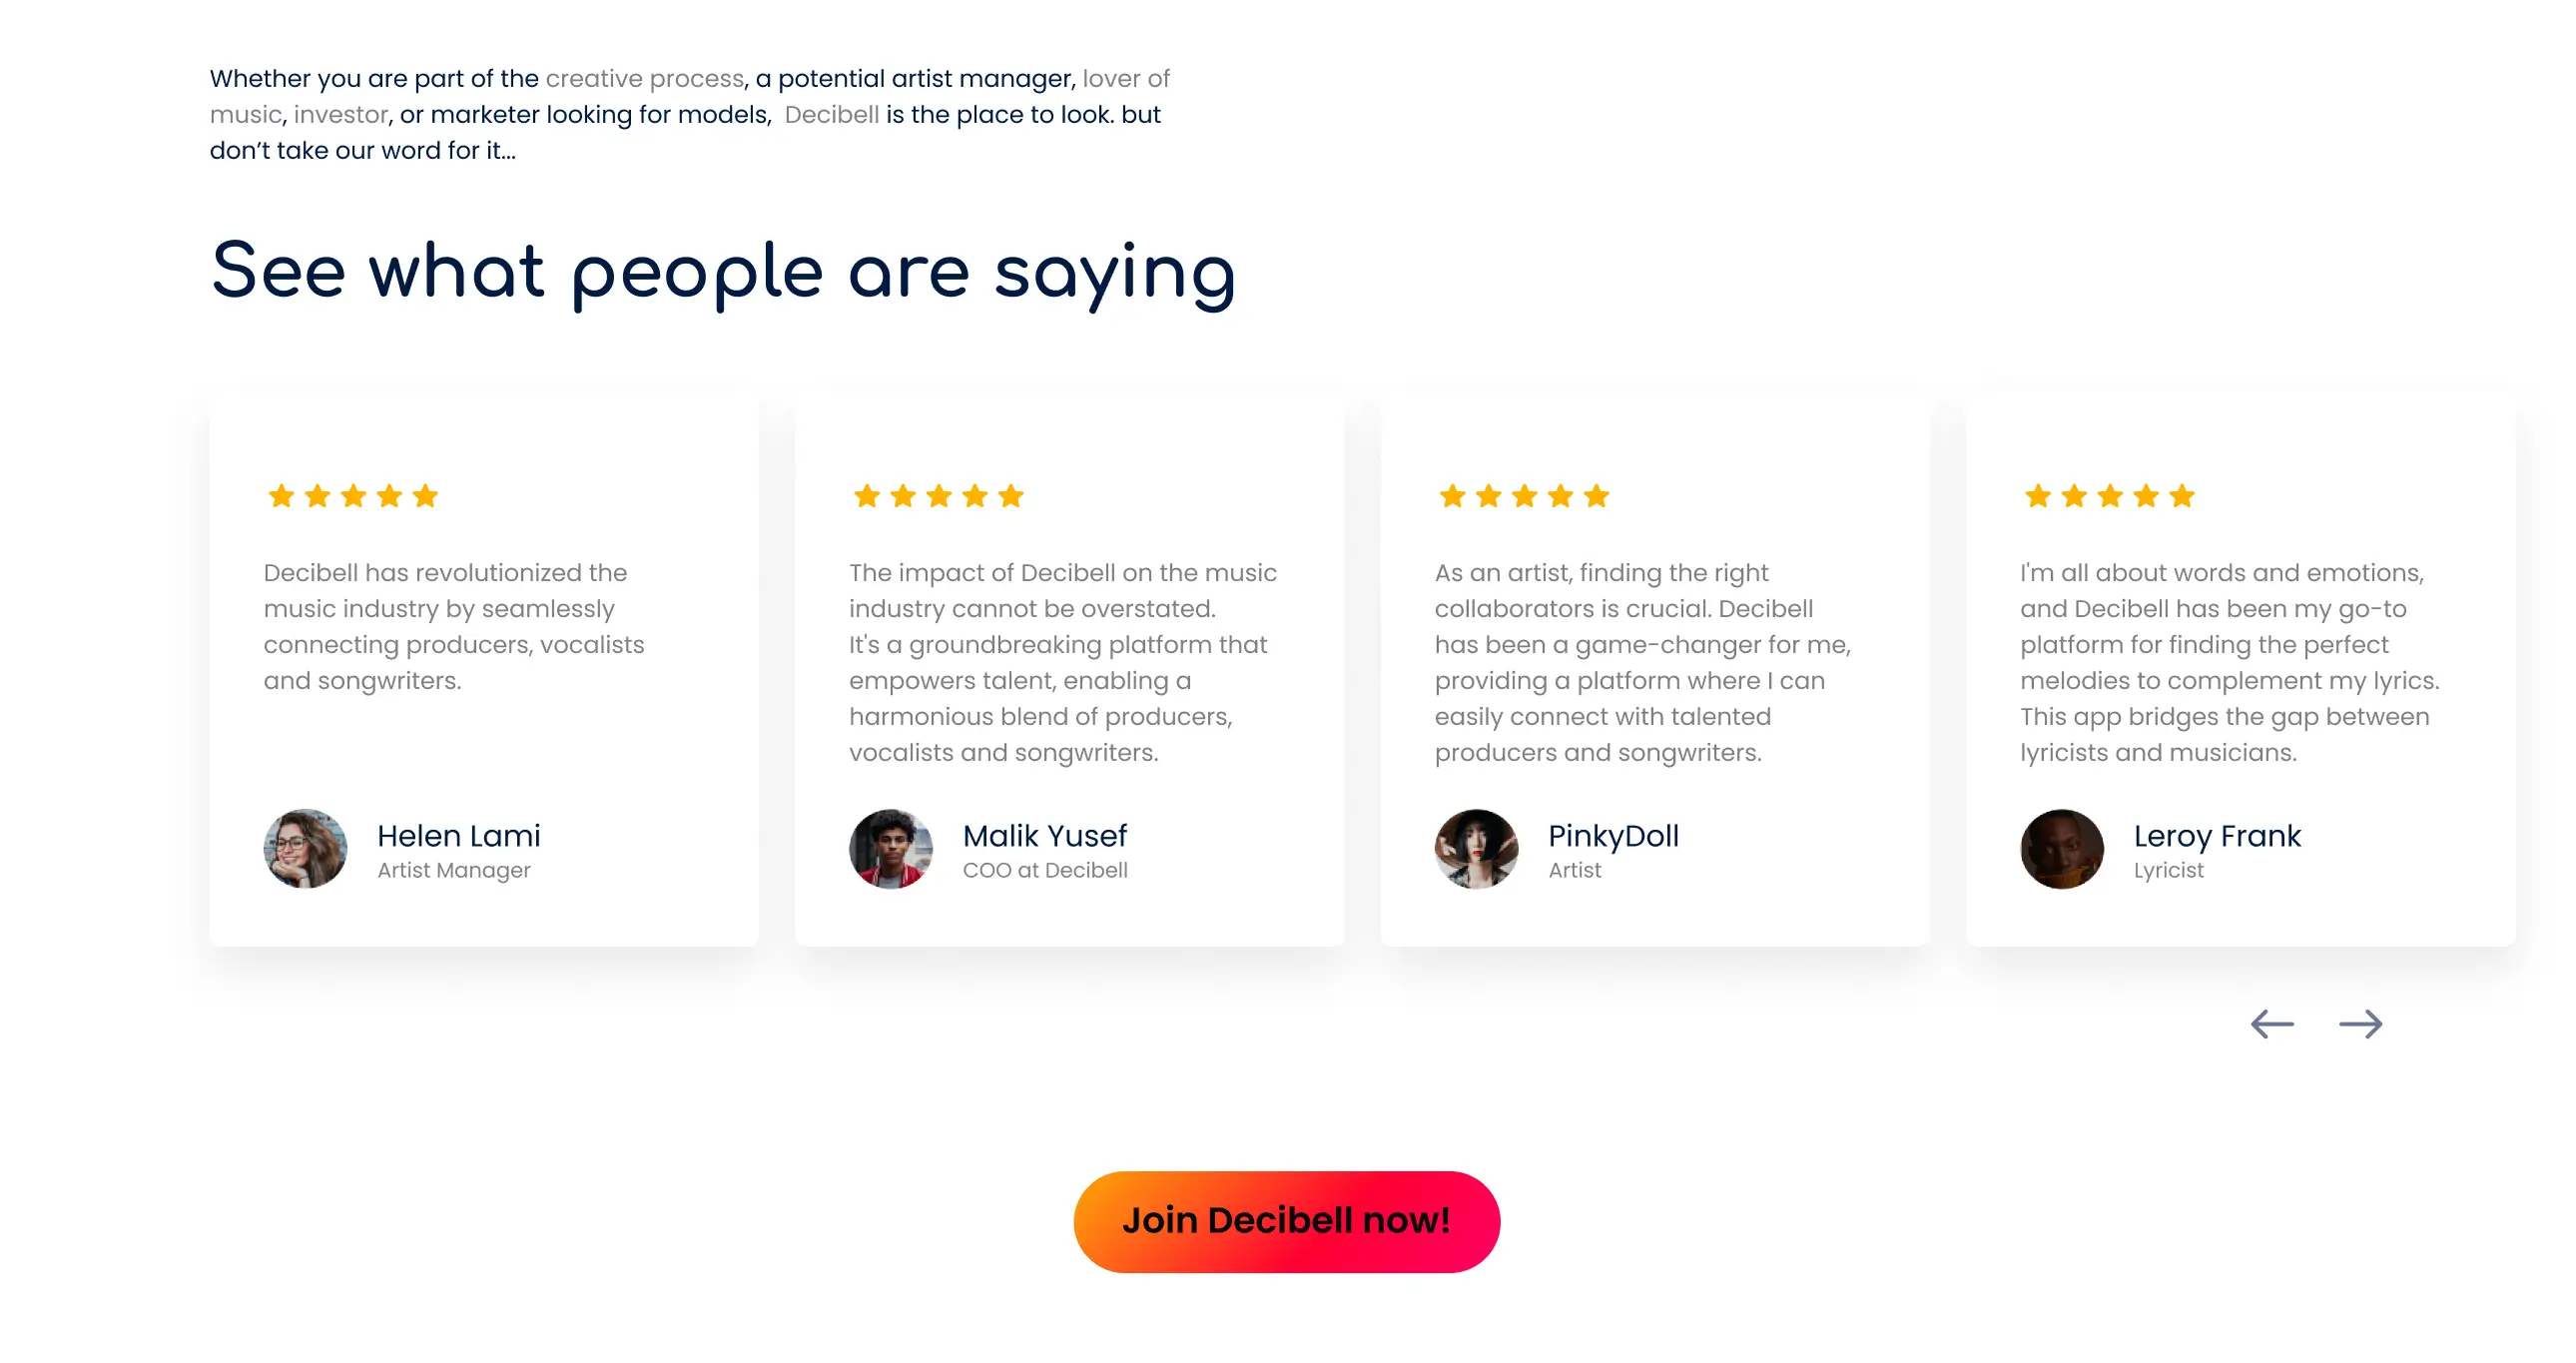 Whether you are part of the creative process, a potential artist manager, lover of
music, investor, or marketer looking for models,  Decibell is the place to look. but
don’t take our word for it...
See what people are saying
Decibell has revolutionized the
music industry by seamlessly
connecting producers, vocalists
and songwriters.
Helen Lami
Artist Manager
The impact of Decibell on the music
industry cannot be overstated.
It's a groundbreaking platform that
empowers talent, enabling a
harmonious blend of producers,
vocalists and songwriters.
Malik Yusef
COO at Decibell
As an artist, finding the right
collaborators is crucial. Decibell
has been a game-changer for me,
providing a platform where I can
easily connect with talented
producers and songwriters.
PinkyDoll
Artist
I'm all about words and emotions,
and Decibell has been my go-to
platform for finding the perfect
melodies to complement my lyrics.
This app bridges the gap between
lyricists and musicians.
Leroy Frank
Lyricist
Join Decibell now!